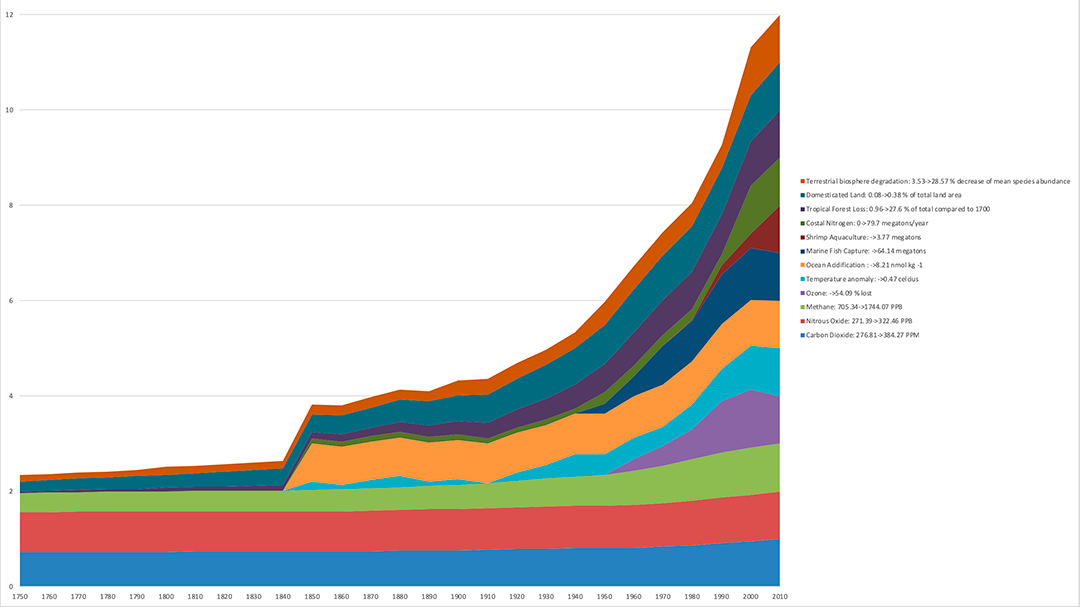 12
10
8
6
4
2
0
1750 1760 1770 1780 1790 1800 1810 1820 1830 1840 1850 1860 1870 1880 1890 1900 1910 1920 1930 1940 1950 1960 1970 1980 1990 2000 2010
Terrestrial biosphere degradation: 3.53->28.57 % decrease of mean species abundance
Domesticated Land: 0.08->0.38 % of total land area
Tropical Forest Loss: 0.96->27.6 % of total compared to 1700
Costal Nitrogen: 0->79.7 megatons/year
Shrimp Aquaculture: ->3.77 megatons
Marine Fish Capture: ->64.14 megatons
Ocean Acidification : ->8.21 nmol kg -1
Temperature anomaly: ->0.47 celcius
Ozone: ->54.09 % lost
Methane: 705.34->1744.07 PPB
Nitrous Oxide: 271.39->322.46 PPB
Carbon Dioxide: 276.81->384.27 PPM